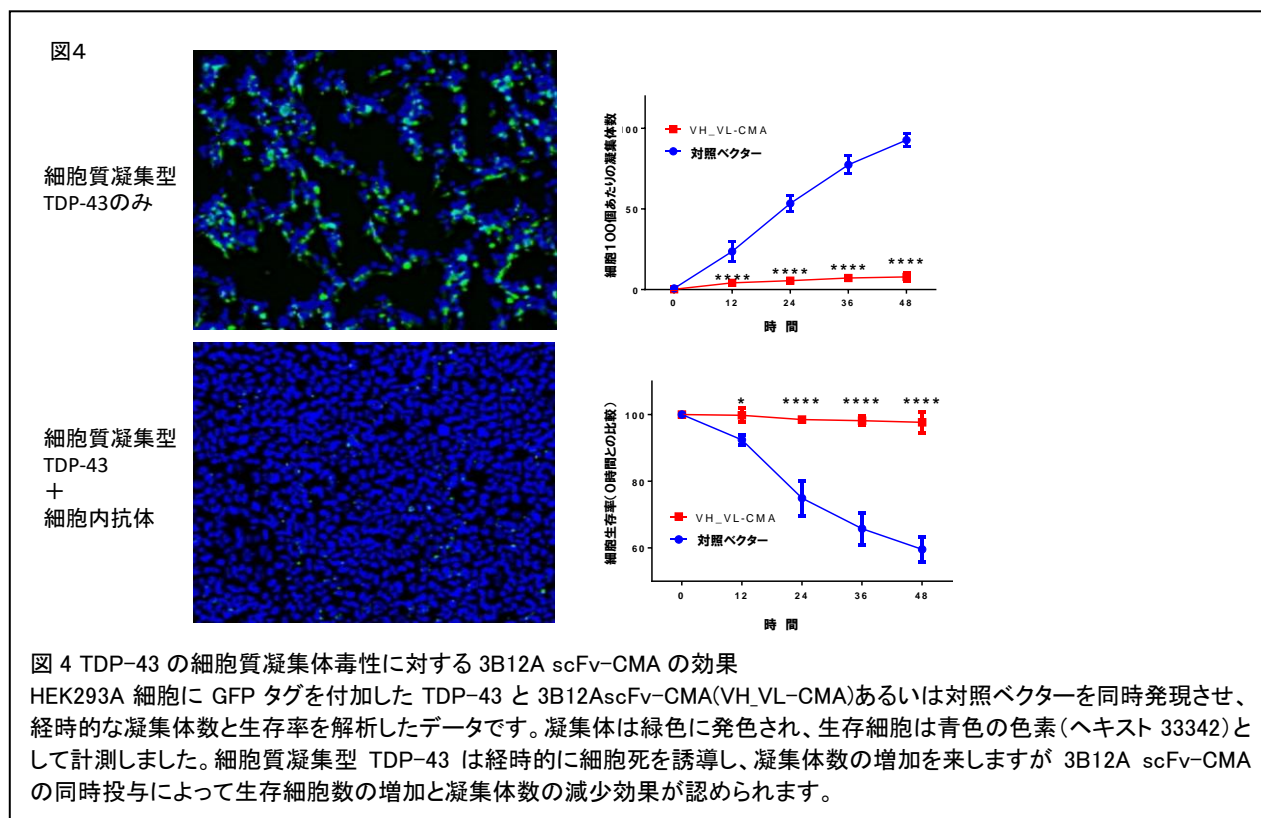 図4
細胞質凝集型
TDP-43のみ
細胞質凝集型
TDP-43
＋
細胞内抗体
細胞100個あたりの凝集体数
00
50
0
VH_VL-CMA
対照ベクター
****
****
****
****
0
12
24
36
48
時 間
細胞生存率(0時間との比較)
100
80
60
*
****
****
****
VH_VL-CMA
対照ベクター
0
12
24
36
48
時 間
図 4 TDP-43 の細胞質凝集体毒性に対する 3B12A scFv-CMA の効果
HEK293A 細胞に GFP タグを付加した TDP-43 と 3B12AscFv-CMA(VH_VL-CMA)あるいは対照ベクターを同時発現させ、
経時的な凝集体数と生存率を解析したデータです。凝集体は緑色に発色され、生存細胞は青色の色素(ヘキスト 33342)と
して計測しました。細胞質凝集型 TDP-43 は経時的に細胞死を誘導し、凝集体数の増加を来しますが 3B12A scFv-CMA
の同時投与によって生存細胞数の増加と凝集体数の減少効果が認められます。